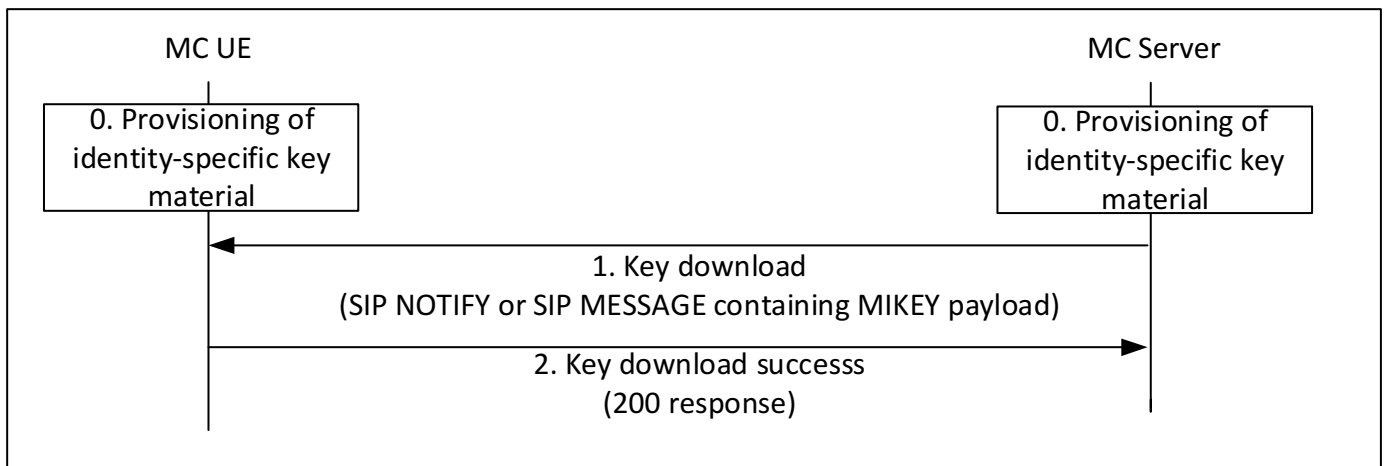 MC UE
MC Server
0. Provisioning of
identity-specific key
material
0. Provisioning of
identity-specific key
material
1. Key download
(SIP NOTIFY or SIP MESSAGE containing MIKEY payload)
2. Key download successs
(200 response)